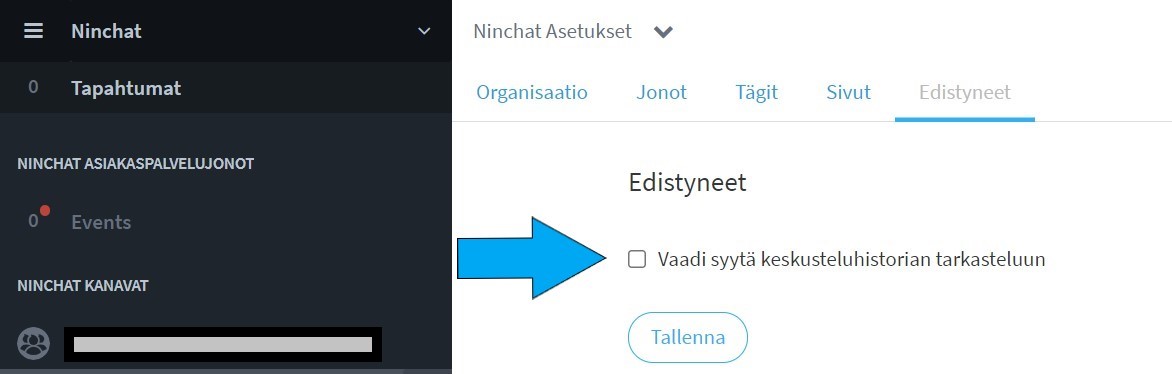 Ninchat
0 Tapahtumat
NINCHAT ASIAKASPALVELUJONOT
0 Events
NINCHAT KANAVAT
Ninchat Asetukset
Organisaatio Jonot Tägit Sivut Edistyneet
Edistyneet
Vaadi syytä keskusteluhistorian tarkasteluun
Tallenna